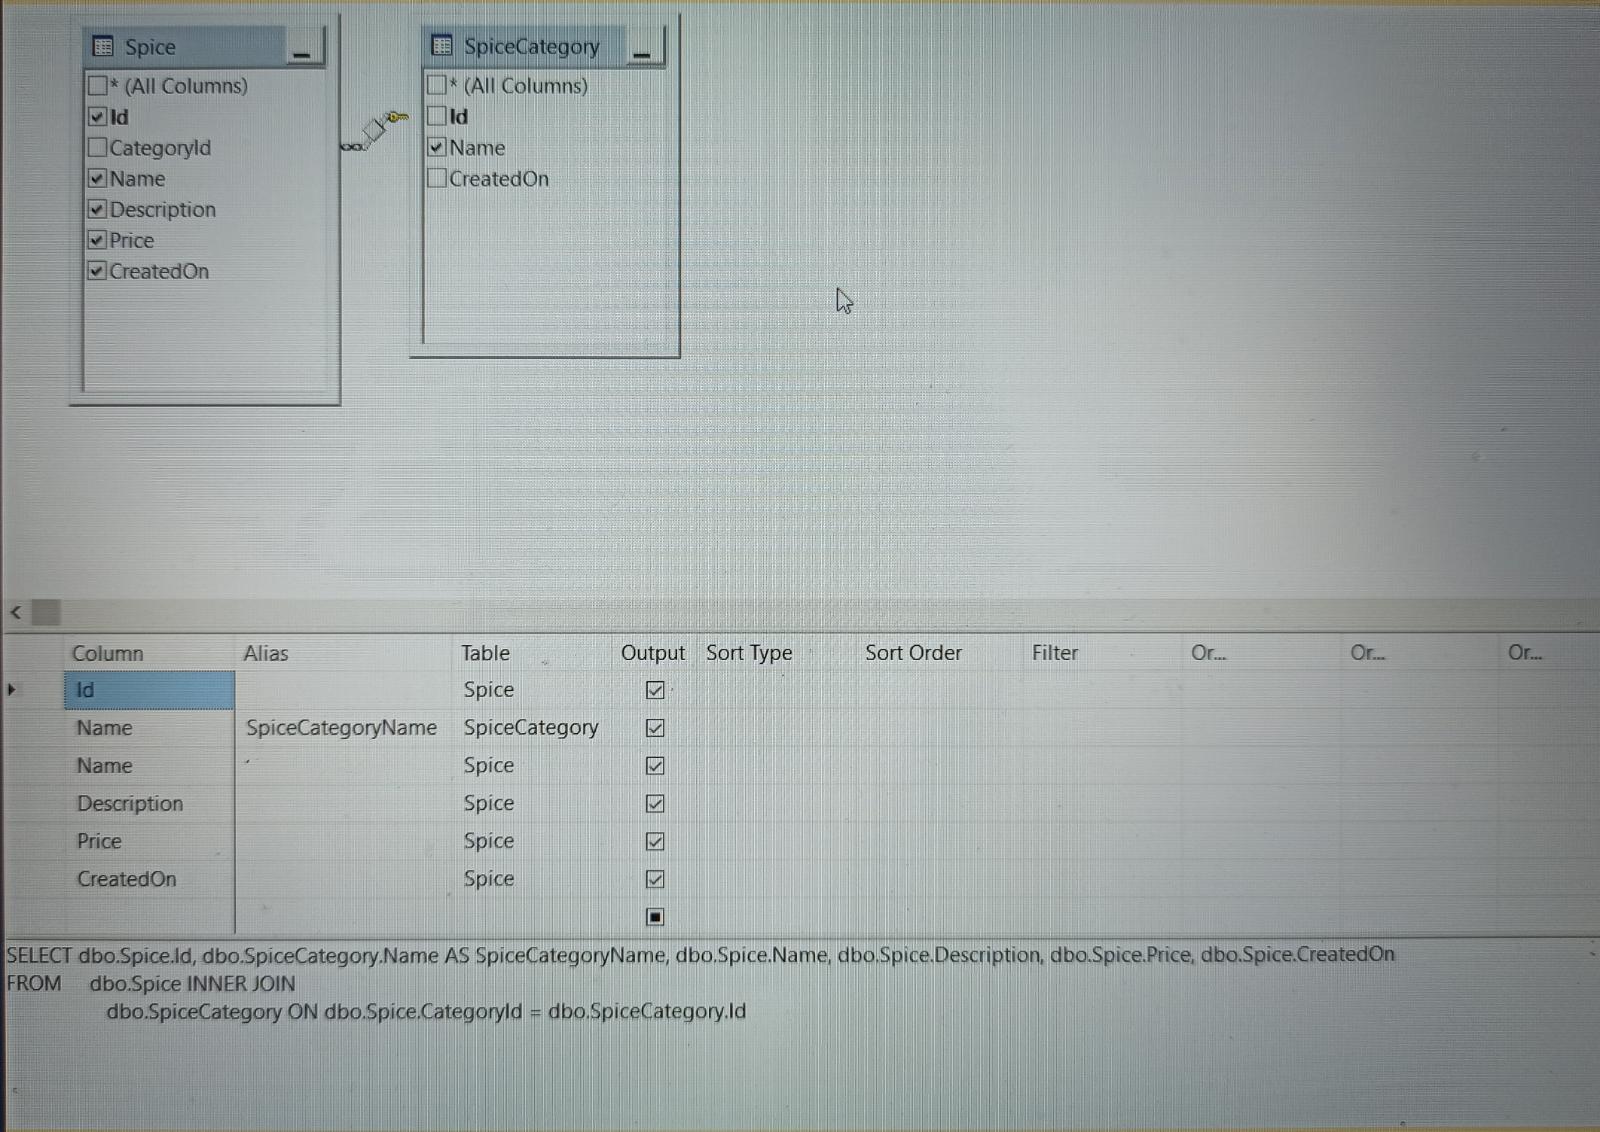 Spice
* (All Columns)
Id
CategoryId
Name
Description
Price
CreatedOn
SpiceCategory
* (All Columns)
Id
Name
CreatedOn
Column Alias Table Output Sort Type Sort Order Filter Or... Or... Or...
Id Spice
Name SpiceCategoryName SpiceCategory
Name Spice
Description Spice
Price Spice
CreatedOn Spice
SELECT dbo.Spice.Id, dbo.SpiceCategory.Name AS SpiceCategoryName, dbo.Spice.Name, dbo.Spice.Description, dbo.Spice.Price, dbo.Spice.CreatedOn
FROM dbo.Spice INNER JOIN
dbo.SpiceCategory ON dbo.Spice.CategoryId = dbo.SpiceCategory.Id